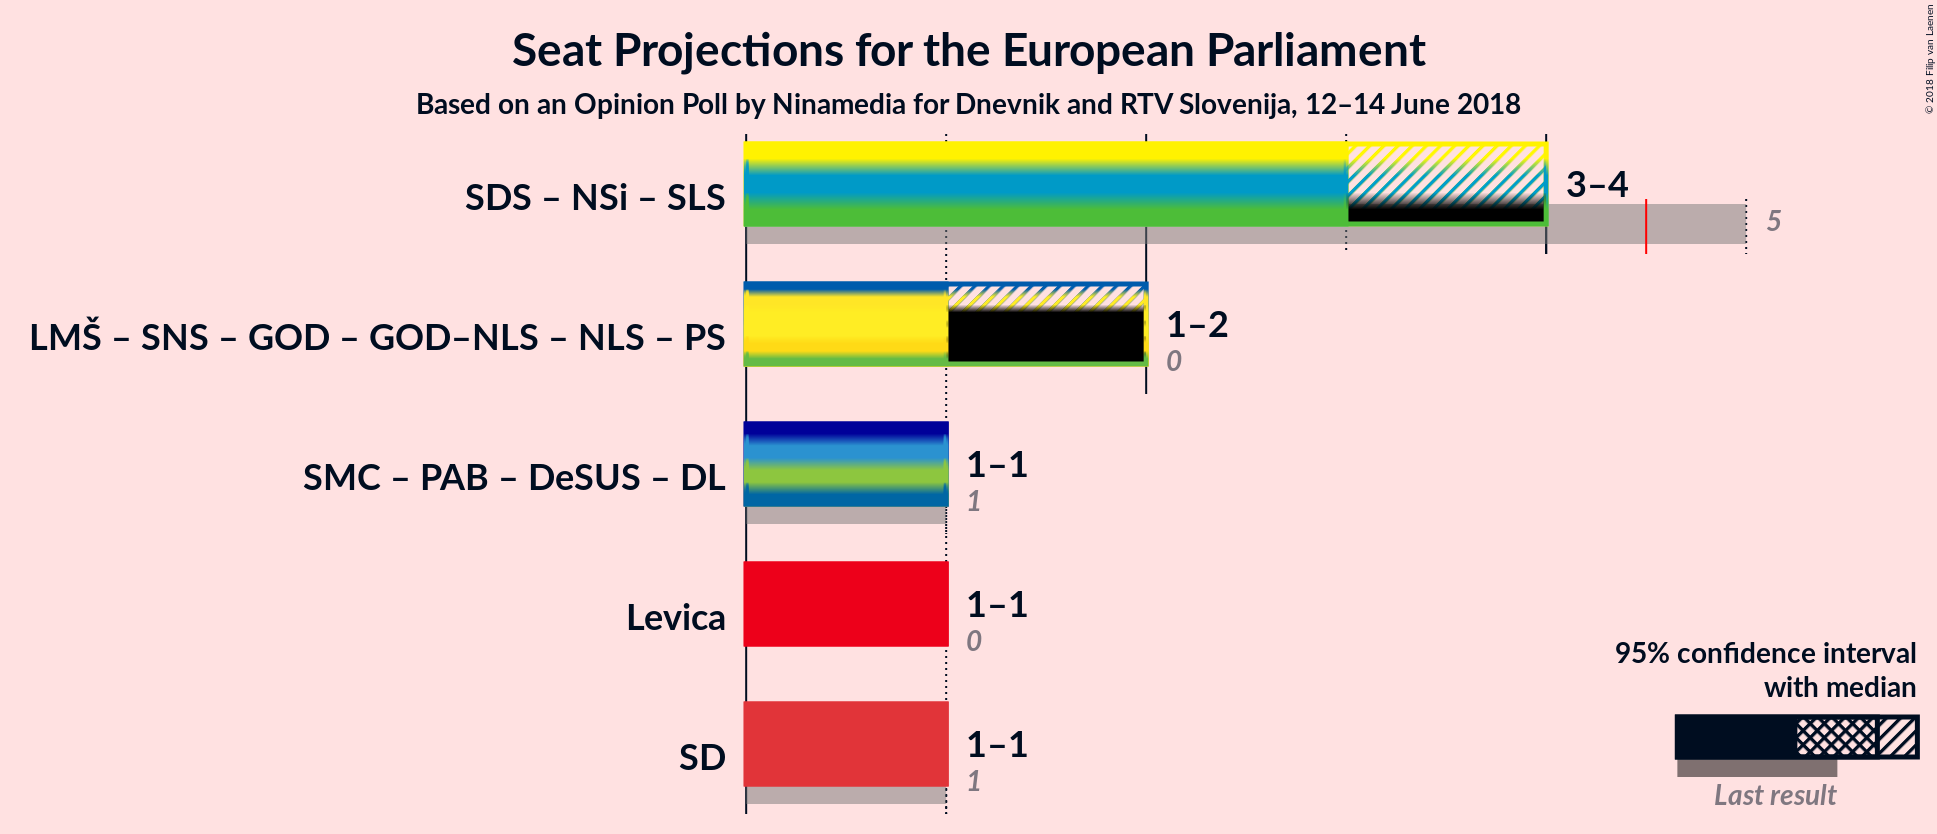 Seat Projections for the European Parliament
Based on an Opinion Poll by Ninamedia for Dnevnik and RTV Slovenija, 12–14 June 2018
© 2018 Filip van Laenen
SDS – NSi – SLS
3–4
5
LMŠ – SNS – GOD – GOD–NLS – NLS – PS
1–2
0
SMC – PAB – DeSUS – DL
1–1
1
Levica
1–1
0
SD
1–1
1
95% confidence interval
with median
Last result